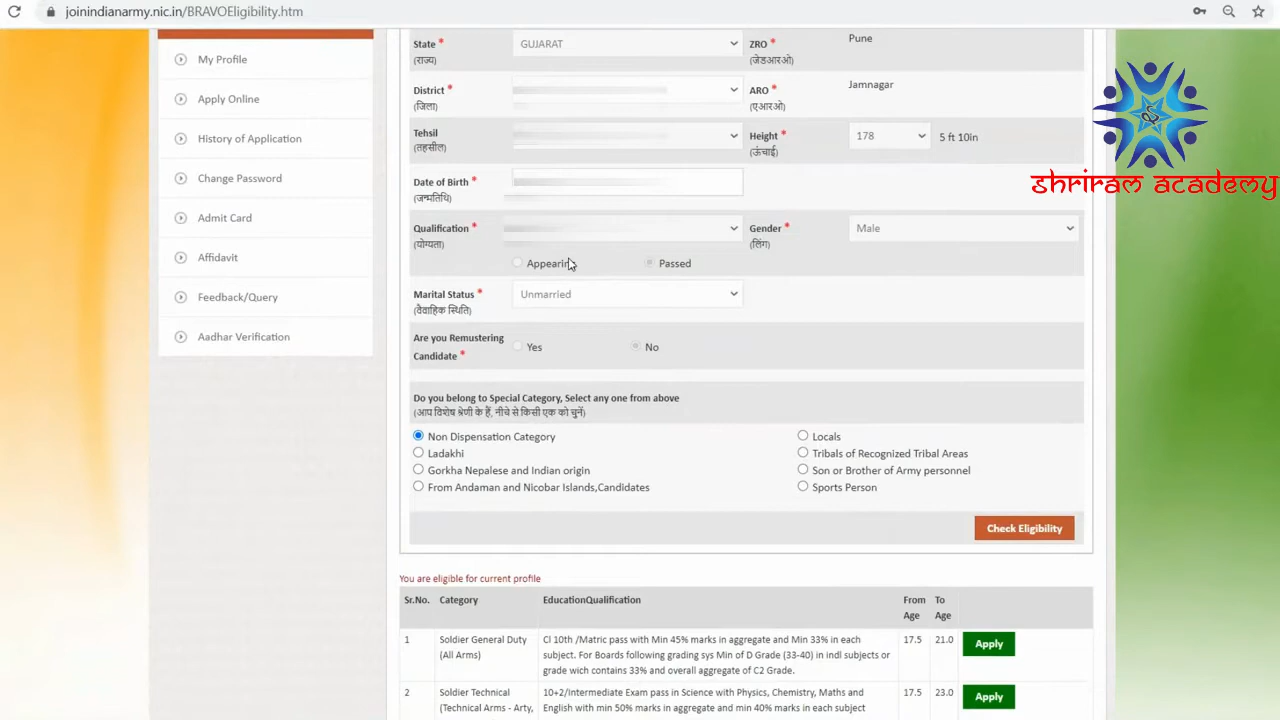 joinindianarmy.nic.in/BRAVOEligibility.htm
My Profile
Apply Online
History of Application
Change Password
Admit Card
Affidavit
Feedback/Query
Aadhar Verification
State * GUJARAT ZRO * Pune
(राज्य) (जेडआरओ)
District * ARO * Jamnagar
(जिला) (एआरओ)
Tehsil * Height * 178 5 ft 10in
(तहसील) (ऊंचाई)
Date of Birth *
(जन्मतिथि)
Qualification * Gender * Male
(योग्यता) (लिंग)
Appearing Passed
Marital Status * Unmarried
(वैवाहिक स्थिति)
Are you Remustering
Candidate * Yes No
Do you belong to Special Category, Select any one from above
(आप विशेष श्रेणी के हैं, नीचे से किसी एक को चुनें)
Non Dispensation Category Locals
Ladakhi Tribals of Recognized Tribal Areas
Gorkha Nepalese and Indian origin Son or Brother of Army personnel
From Andaman and Nicobar Islands,Candidates Sports Person
Check Eligibility
You are eligible for current profile
Sr.No. Category EducationQualification From Age To Age
1 Soldier General Duty (All Arms) Cl 10th /Matric pass with Min 45% marks in aggregate and Min 33% in each 17.5 21.0 Apply
subject. For Boards following grading sys Min of D Grade (33-40) in indl subjects or
grade wich contains 33% and overall aggregate of C2 Grade.
2 Soldier Technical 10+2/Intermediate Exam pass in Science with Physics, Chemistry, Maths and 17.5 23.0 Apply
(Technical Arms - Arty, English with min 50% marks in aggregate and min 40% marks in each subject
Shriram Academy